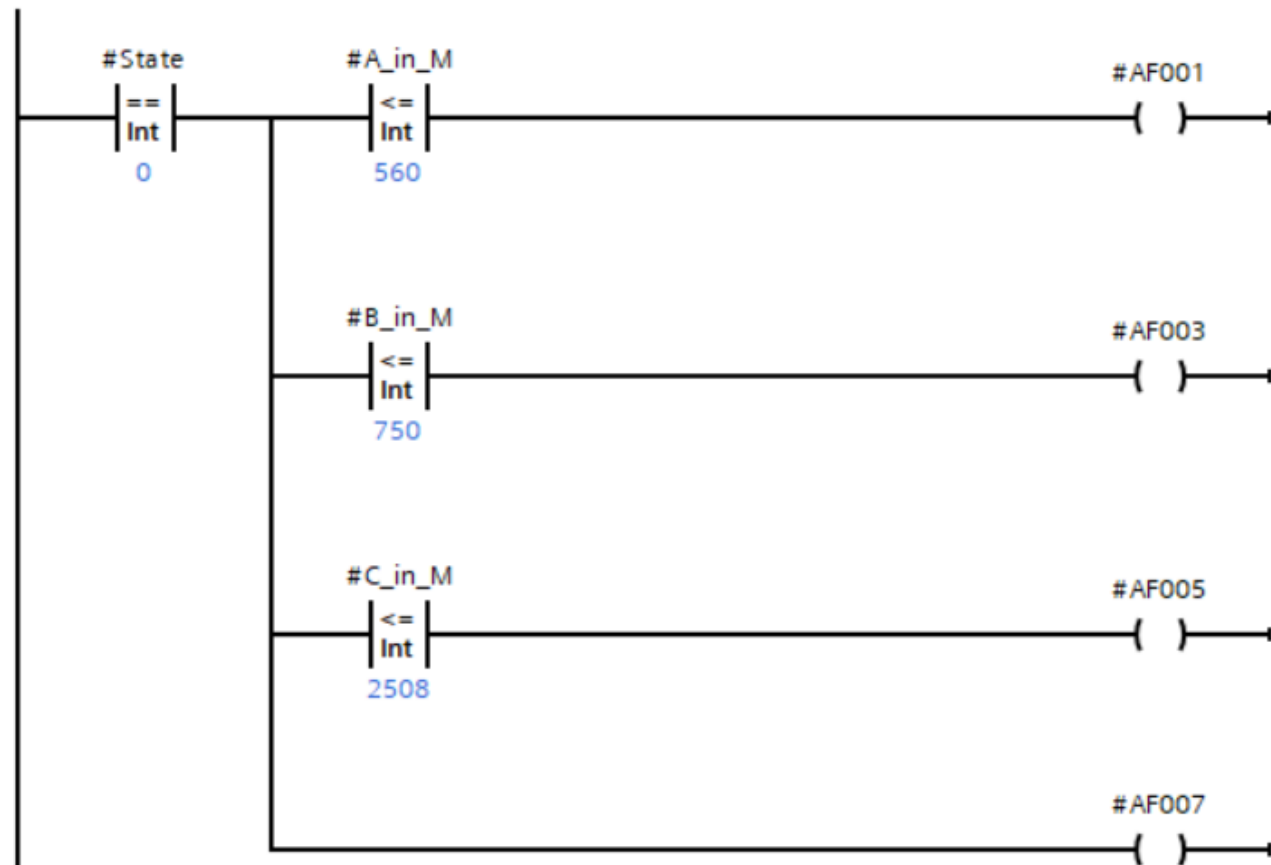 #State #A_in_M #AF001
== <=
Int Int
0 560
#B_in_M #AF003
<=
Int
750
#C_in_M #AF005
<=
Int
2508
#AF007